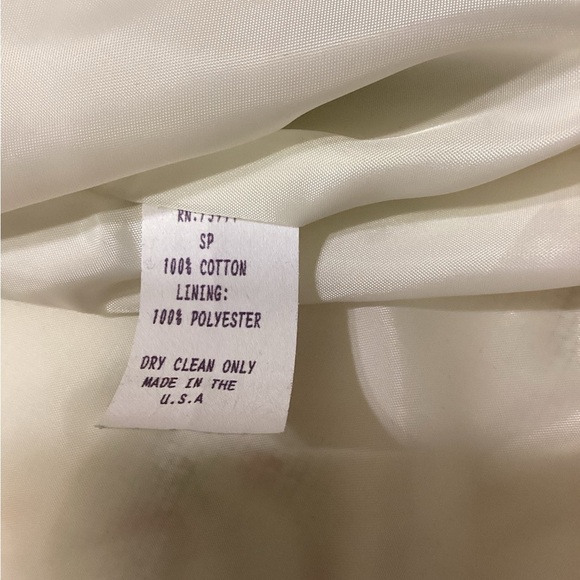 SP
100% COTTON
LINING:
100% POLYESTER
DRY CLEAN ONLY
MADE IN THE
U.S.A